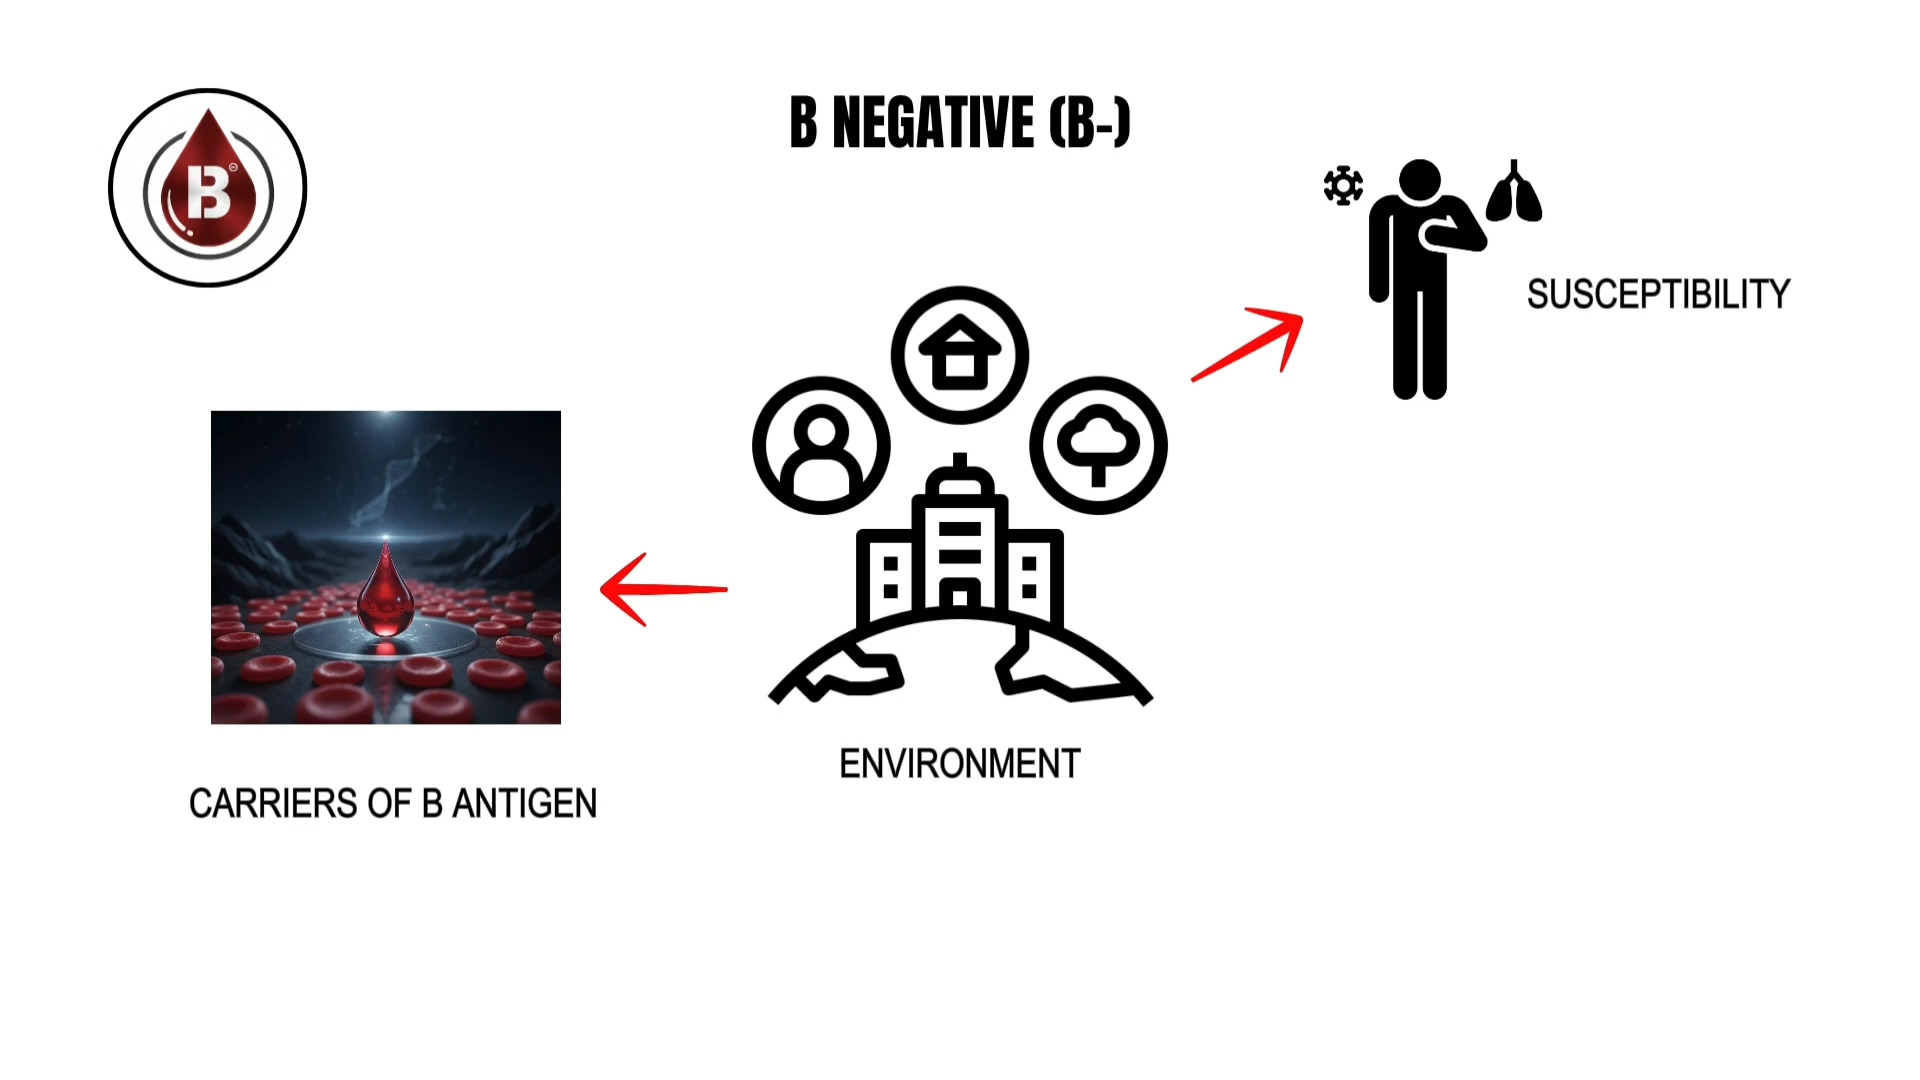 B NEGATIVE (B-)
B
SUSCEPTIBILITY
ENVIRONMENT
CARRIERS OF B ANTIGEN